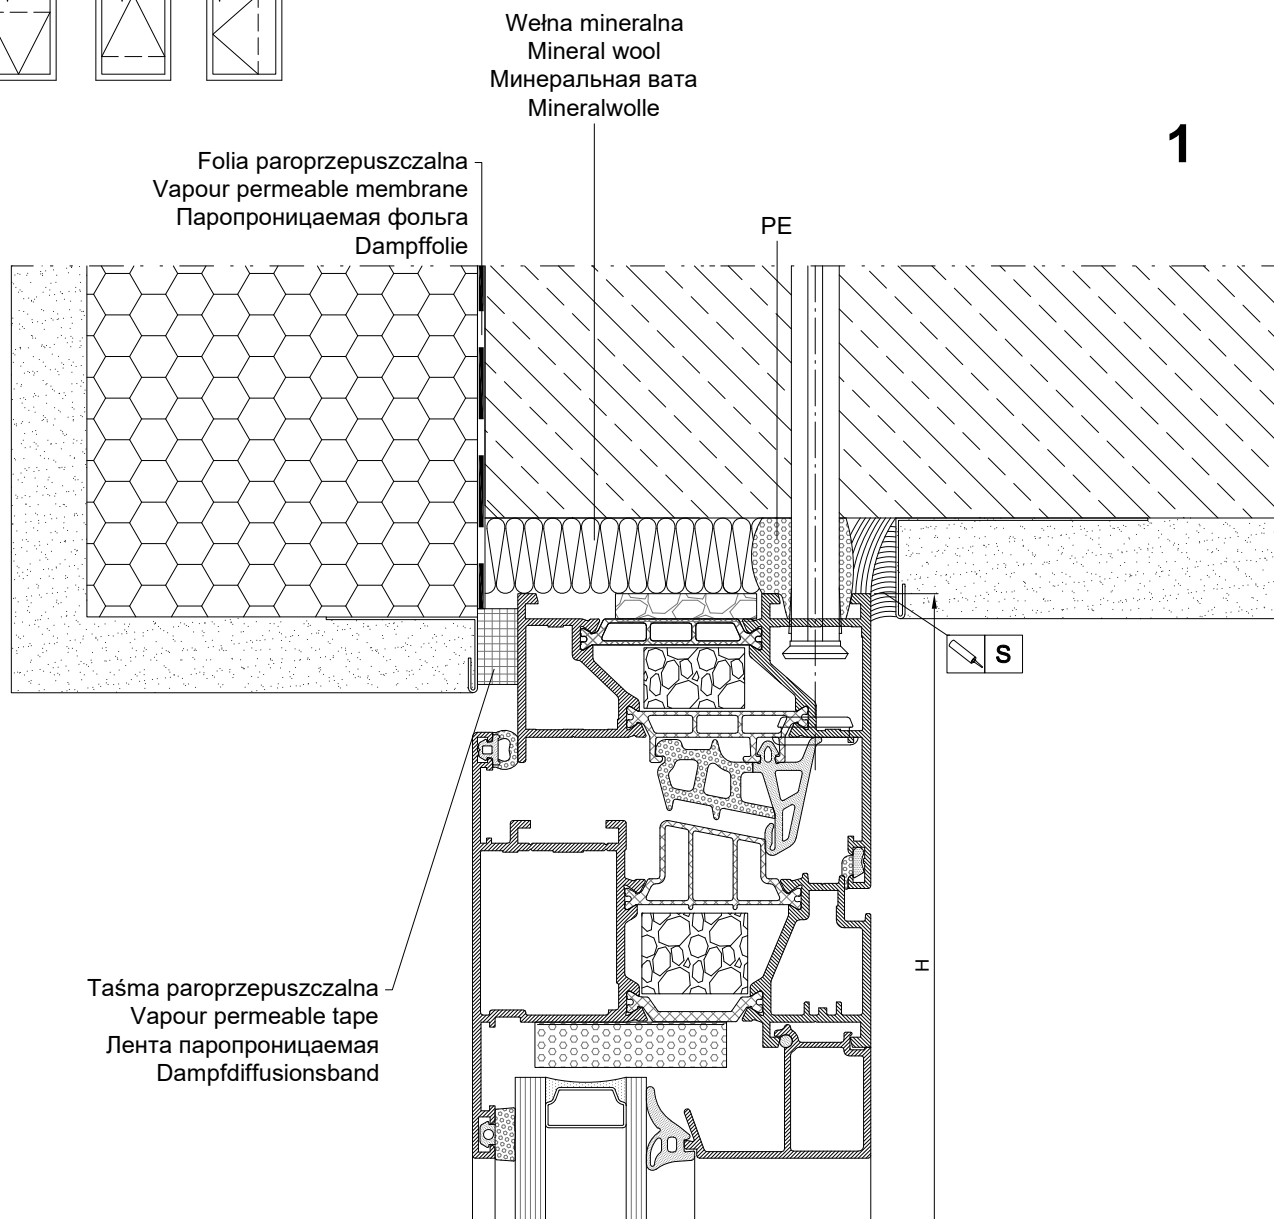 Wełna mineralna
Mineral wool
Минеральная вата
Mineralwolle
1
Folia paroprzepuszczalna
Vapour permeable membrane
Паропроницаемая фольга
Dampffolie
PE
S
H
Taśma paroprzepuszczalna
Vapour permeable tape
Лента паропроницаемая
Dampfdiffusionsband